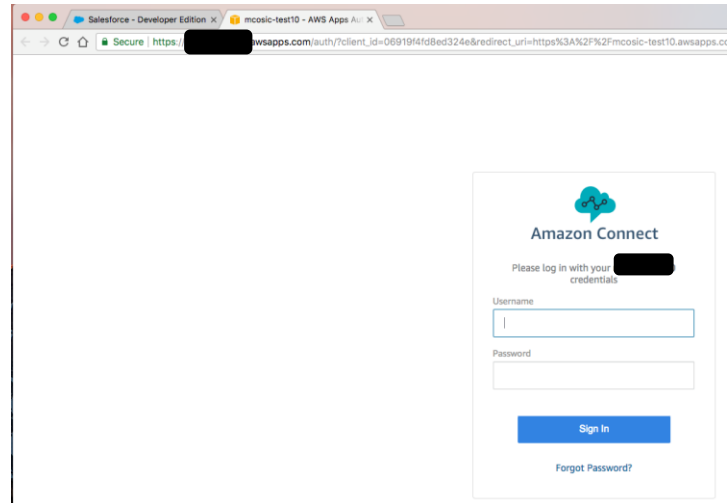 Salesforce - Developer Edition
mcosic-test10 - AWS Apps Au
Secure https:// awsapps.com/auth/?client_id=06919f4fd8ed324e&redirect_uri=https%3A%2F%2Fmcosic-test10.awsapps.co
Amazon Connect
Please log in with your
credentials
Username
Password
Sign In
Forgot Password?